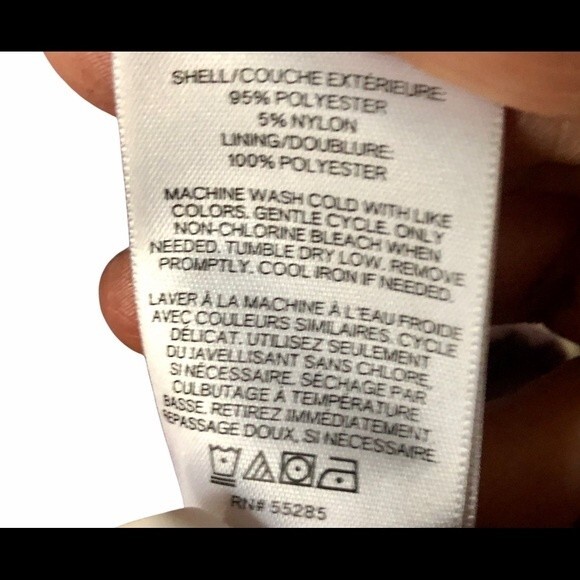 SHELL/COUCHE EXTÉRIEURE:
95% POLYESTER
5% NYLON
LINING/DOUBLURE:
100% POLYESTER
MACHINE WASH COLD WITH LIKE
COLORS. GENTLE CYCLE. ONLY
NON-CHLORINE BLEACH WHEN
NEEDED. TUMBLE DRY LOW. REMOVE
PROMPTLY. COOL IRON IF NEEDED.
LAVER À LA MACHINE À L'EAU FROIDE
AVEC COULEURS SIMILAIRES, CYCLE
DÉLICAT. UTILISEZ SEULEMENT
DU JAVELLISANT SANS CHLORE,
SI NÉCESSAIRE. SÉCHAGE PAR
CULBUTAGE À TEMPÉRATURE
BASSE. RETIREZ IMMÉDIATEMENT.
REPASSAGE DOUX, SI NECESSAIRE.
RN# 55285